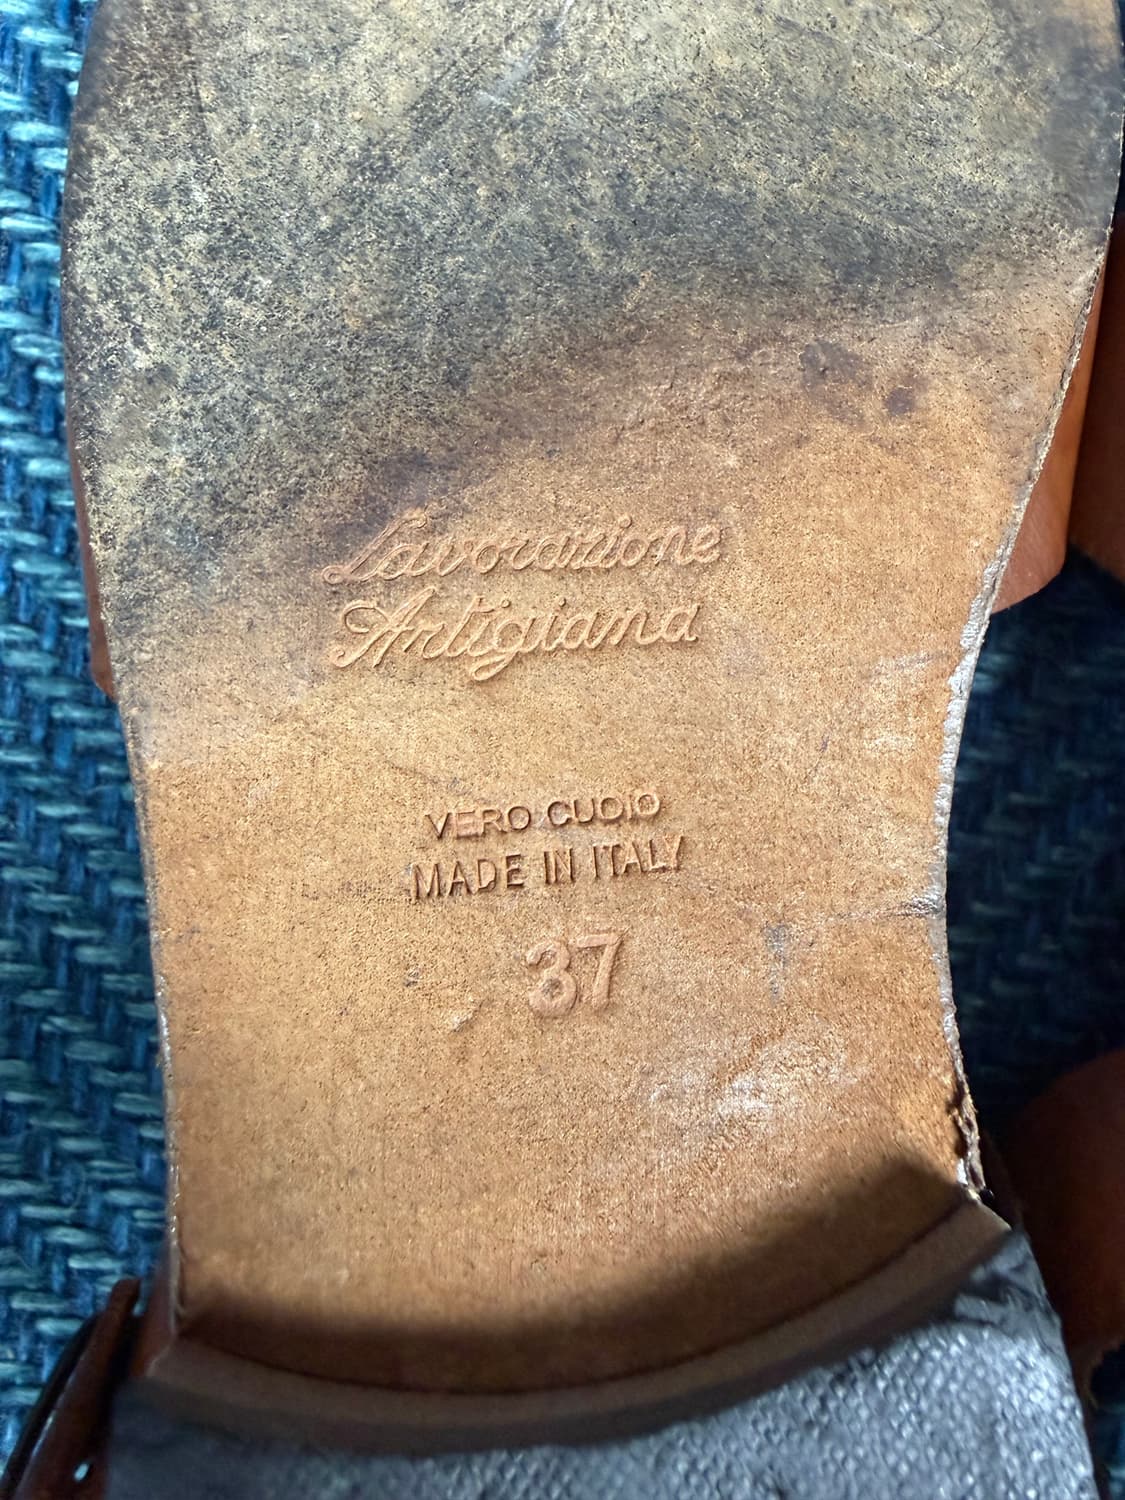 Lavorazione
Artigiana
VERO CUOIO
MADE IN ITALY
37